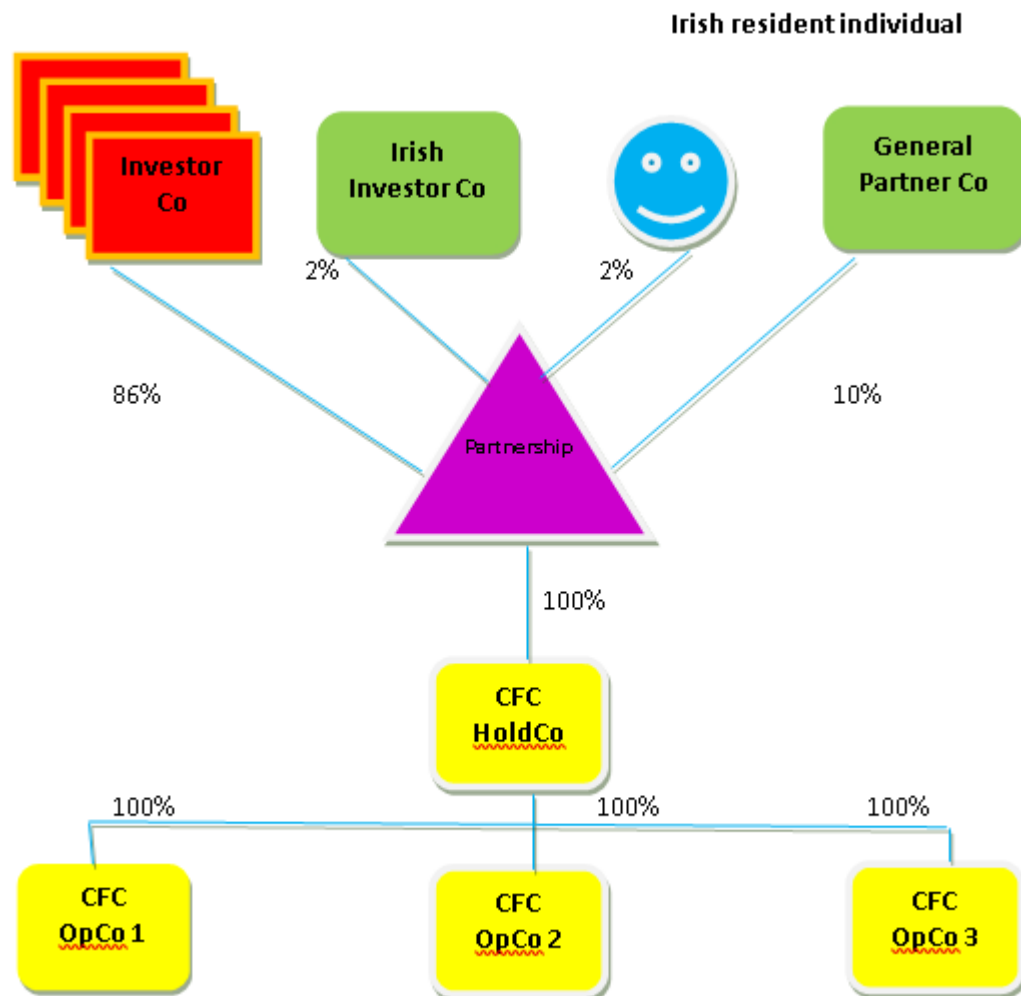 Irish resident individual
Investor
Co
Irish
Investor Co
General
Partner Co
2%
2%
86%
10%
Partnership
100%
CFC
HoldCo
100%
100%
100%
CFC
OpCo 1
CFC
OpCo 2
CFC
OpCo 3